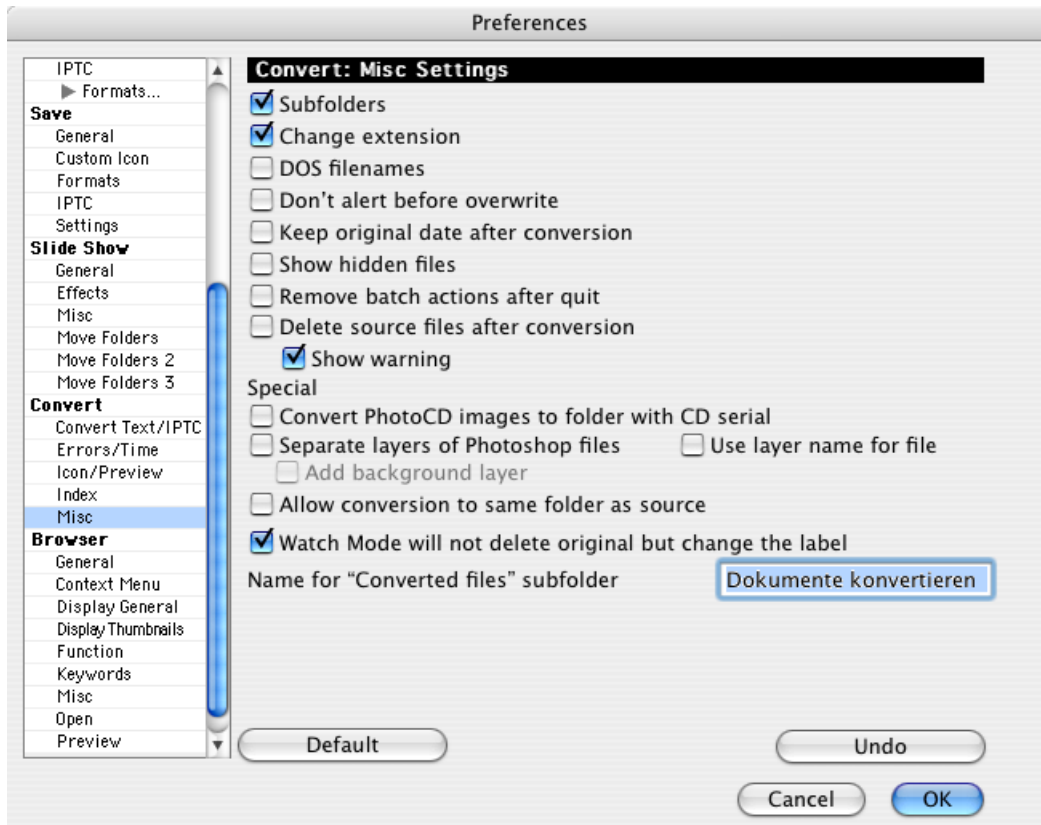 Preferences
IPTC
Formats...
Save
General
Custom Icon
Formats
IPTC
Settings
Slide Show
General
Effects
Misc
Move Folders
Move Folders 2
Move Folders 3
Convert
Convert Text/IPTC
Errors/Time
Icon/Preview
Index
Misc
Browser
General
Context Menu
Display General
Display Thumbnails
Function
Keywords
Misc
Open
Preview
Convert: Misc Settings
Subfolders
Change extension
DOS filenames
Don’t alert before overwrite
Keep original date after conversion
Show hidden files
Remove batch actions after quit
Delete source files after conversion
Show warning
Special
Convert PhotoCD images to folder with CD serial
Separate layers of Photoshop files Use layer name for file
Add background layer
Allow conversion to same folder as source
Watch Mode will not delete original but change the label
Name for “Converted files” subfolder Dokumente konvertieren
Default Undo
Cancel OK